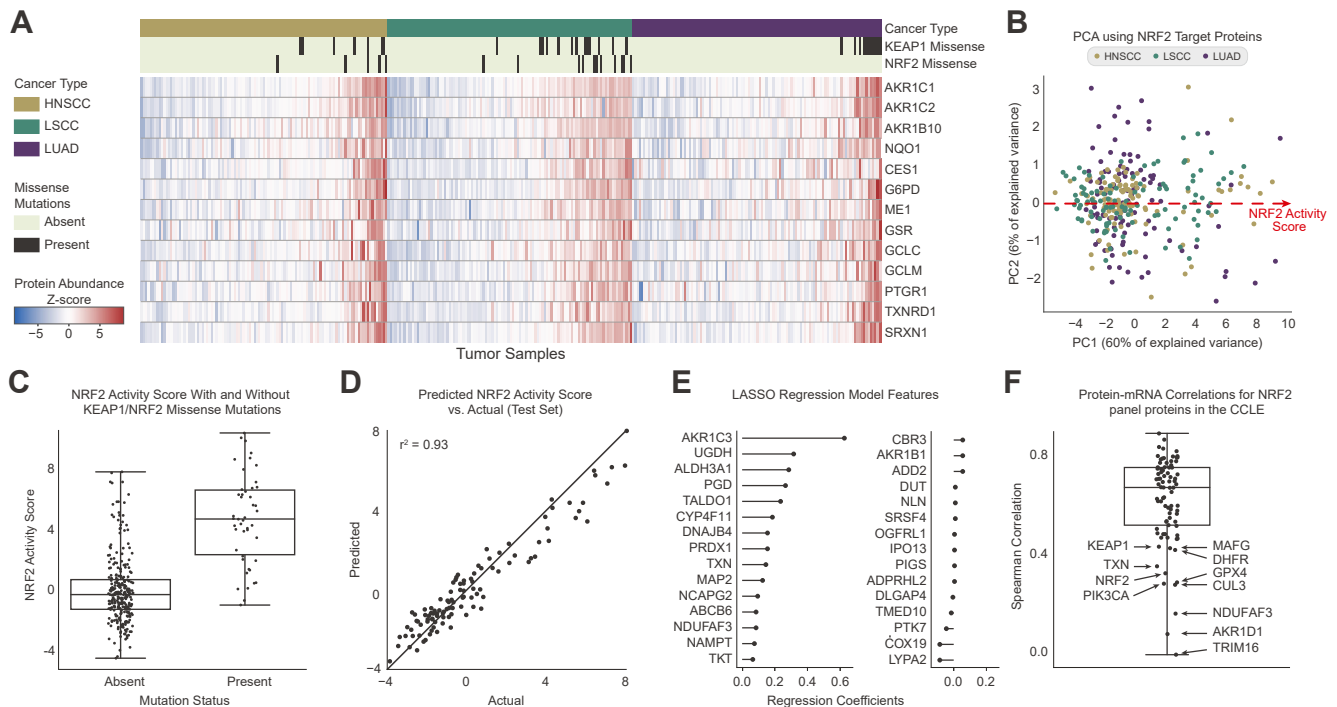 A
Cancer Type
KEAP1 Missense
NRF2 Missense
Cancer Type
HNSCC
LSCC
LUAD
Missense
Mutations
Absent
Present
Protein Abundance
Z-score
−5 0 5
AKR1C1
AKR1C2
AKR1B10
NQO1
CES1
G6PD
ME1
GSR
GCLC
GCLM
PTGR1
TXNRD1
SRXN1
Tumor Samples
B
PCA using NRF2 Target Proteins
HNSCC LSCC LUAD
PC2 (6% of explained variance)
3
2
1
0
−1
−2
NRF2 Activity
Score
−4 −2 0 2 4 6 8 10
PC1 (60% of explained variance)
C
NRF2 Activity Score With and Without
KEAP1/NRF2 Missense Mutations
NRF2 Activity Score
8
4
0
-4
Absent Present
Mutation Status
D
Predicted NRF2 Activity Score
vs. Actual (Test Set)
r² = 0.93
Predicted
8
4
0
−4
−4 0 4 8
Actual
E
LASSO Regression Model Features
AKR1C3
UGDH
ALDH3A1
PGD
TALDO1
CYP4F11
DNAJB4
PRDX1
TXN
MAP2
NCAPG2
ABCB6
NDUFAF3
NAMPT
TKT
0.0 0.2 0.4 0.6
CBR3
AKR1B1
ADD2
DUT
NLN
SRSF4
OGFRL1
IPO13
PIGS
ADPRHL2
DLGAP4
TMED10
PTK7
COX19
LYPA2
0.0 0.2
Regression Coefficients
F
Protein-mRNA Correlations for NRF2
panel proteins in the CCLE
Spearman Correlation
0.8
0.4
0.0
KEAP1
TXN
NRF2
PIK3CA
MAFG
DHFR
GPX4
CUL3
NDUFAF3
AKR1D1
TRIM16